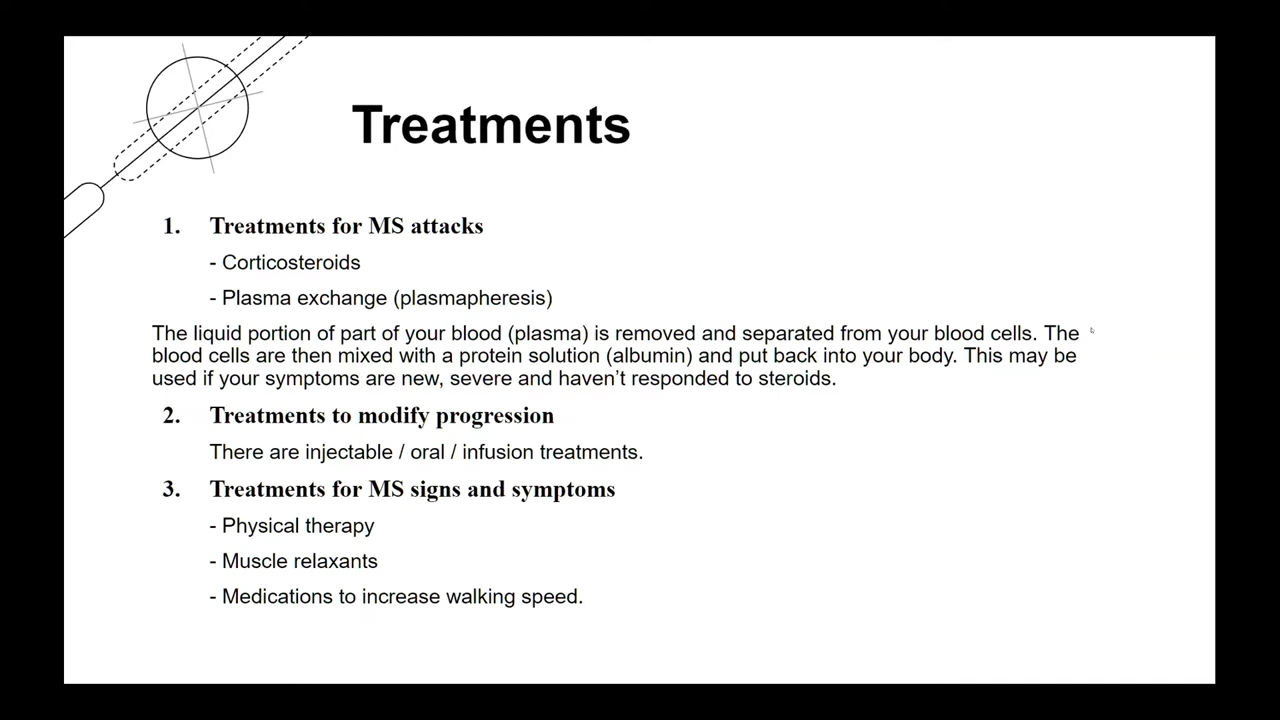 Treatments
1. Treatments for MS attacks
- Corticosteroids
- Plasma exchange (plasmapheresis)
The liquid portion of part of your blood (plasma) is removed and separated from your blood cells. The
blood cells are then mixed with a protein solution (albumin) and put back into your body. This may be
used if your symptoms are new, severe and haven’t responded to steroids.
2. Treatments to modify progression
There are injectable / oral / infusion treatments.
3. Treatments for MS signs and symptoms
- Physical therapy
- Muscle relaxants
- Medications to increase walking speed.